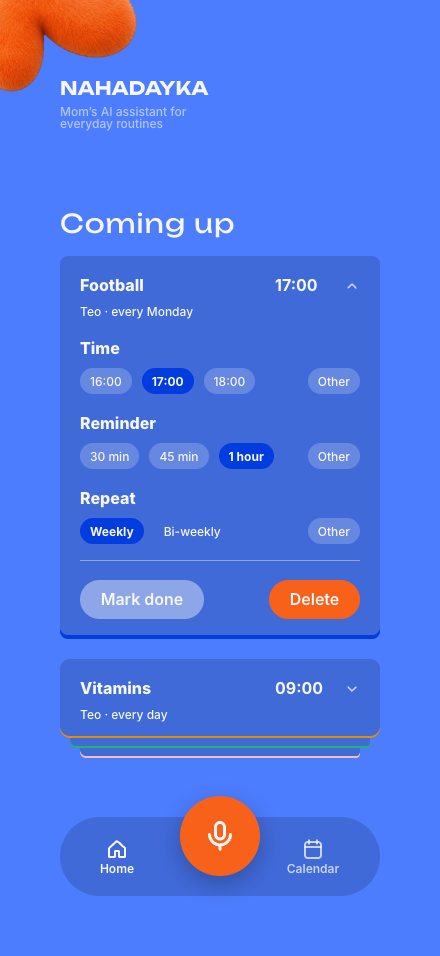 NAHADAYKA
Mom's AI assistant for
everyday routines
Coming up
Football 17:00
Teo · every Monday
Time
16:00 17:00 18:00 Other
Reminder
30 min 45 min 1 hour Other
Repeat
Weekly Bi-weekly Other
Mark done Delete
Vitamins 09:00
Teo · every day
Home Calendar